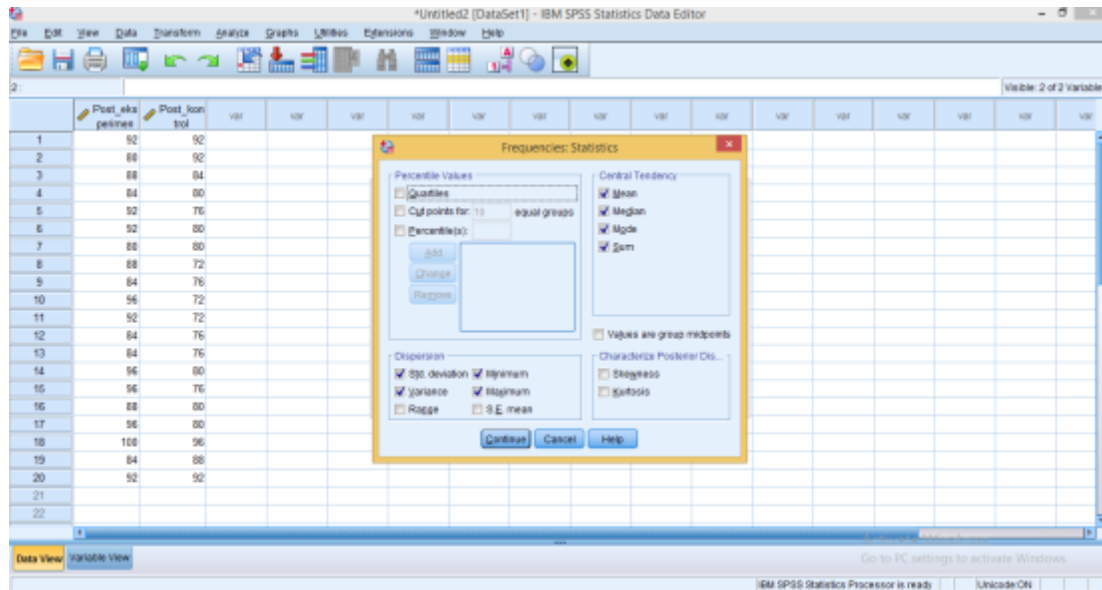 *Untitled2 [DataSet1] - IBM SPSS Statistics Data Editor
File Edit View Data Transform Analyze Graphs Utilities Extensions Window Help
2 :
Visible: 2 of 2 Variable
Post_eks perimen Post_kon trol var var var var var var var var var var var var var var
1 92 92
2 92
3 88 84
4 84 80
5 92 76
6 92 80
7 80
8 88 72
9 84 76
10 96 72
11 92 72
12 84 76
13 84 76
14 96 80
15 96 76
16 88 80
17 96 80
18 100 96
19 84 88
20 92 92
21
22
Frequencies: Statistics
Percentile Values
Quartiles
Cut points for: 10 equal groups
Percentile(s):
Add
Change
Remove
Central Tendency
Mean
Median
Mode
Sum
Values are group midpoints
Dispersion
Std. deviation Minimum
Variance Maximum
Range S.E. mean
Characterize Posterior Dis...
Skewness
Kurtosis
Continue Cancel Help
Data View Variable View
Go to PC settings to activate Windows.
IBM SPSS Statistics Processor is ready Unicode:ON